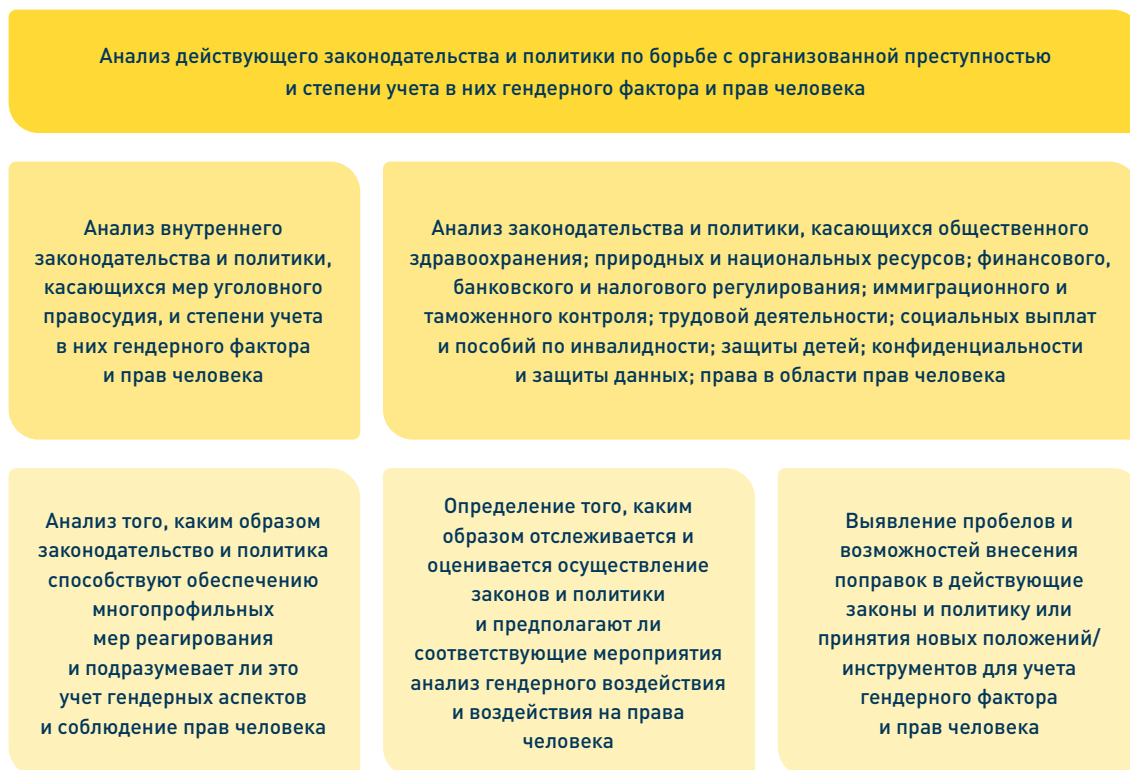 Анализ действующего законодательства и политики по борьбе с организованной преступностью
и степени учета в них гендерного фактора и прав человека
Анализ внутреннего
законодательства и политики,
касающихся мер уголовного
правосудия, и степени учета
в них гендерного фактора
и прав человека
Анализ законодательства и политики, касающихся общественного
здравоохранения; природных и национальных ресурсов; финансового,
банковского и налогового регулирования; иммиграционного и
таможенного контроля; трудовой деятельности; социальных выплат
и пособий по инвалидности; защиты детей; конфиденциальности
и защиты данных; права в области прав человека
Анализ того, каким образом
законодательство и политика
способствуют обеспечению
многопрофильных
мер реагирования
и подразумевает ли это
учет гендерных аспектов
и соблюдение прав человека
Определение того, каким
образом отслеживается и
оценивается осуществление
законов и политики
и предполагают ли
соответствующие мероприятия
анализ гендерного воздействия
и воздействия на права
человека
Выявление пробелов и
возможностей внесения
поправок в действующие
законы и политику или
принятия новых положений/
инструментов для учета
гендерного фактора
и прав человека